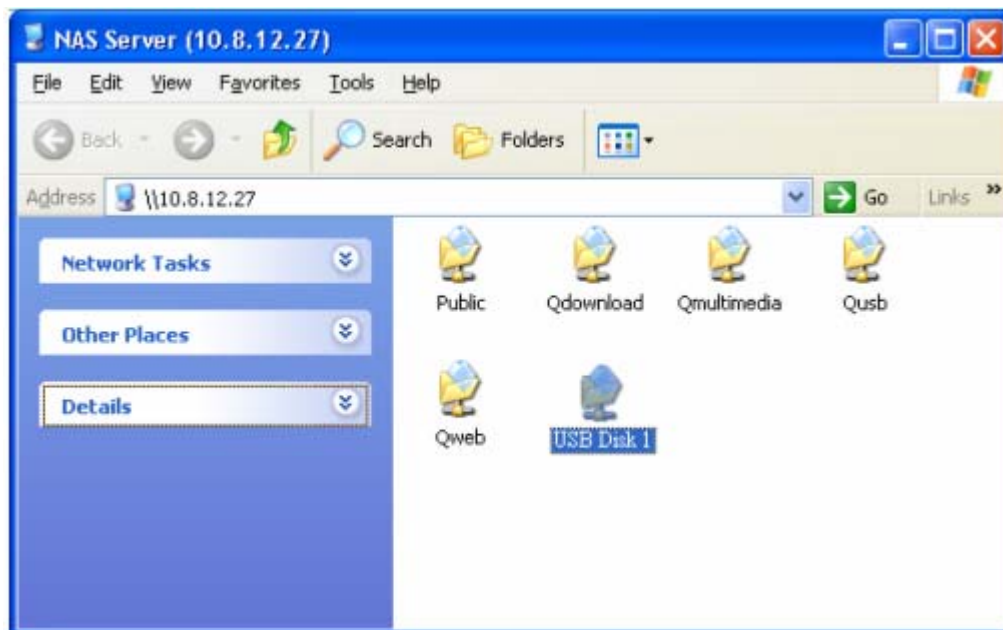 NAS Server (10.8.12.27)
File Edit View Favorites Tools Help
Back Search Folders
Address \\10.8.12.27 Go Links »
Network Tasks
Other Places
Details
Public Qdownload Qmultimedia Qusb
Qweb USB Disk 1